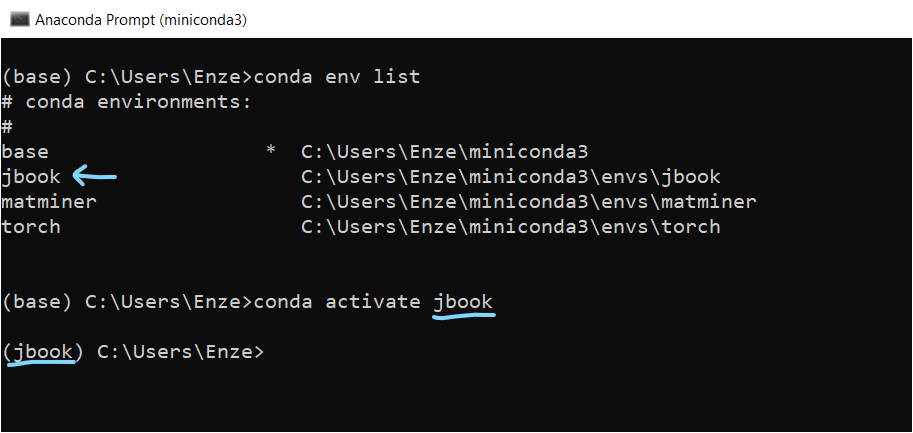 Anaconda Prompt (miniconda3)
(base) C:\Users\Enze>conda env list
# conda environments:
#
base                  *  C:\Users\Enze\miniconda3
jbook                    C:\Users\Enze\miniconda3\envs\jbook
matminer                 C:\Users\Enze\miniconda3\envs\matminer
torch                    C:\Users\Enze\miniconda3\envs\torch
(base) C:\Users\Enze>conda activate jbook
(jbook) C:\Users\Enze>